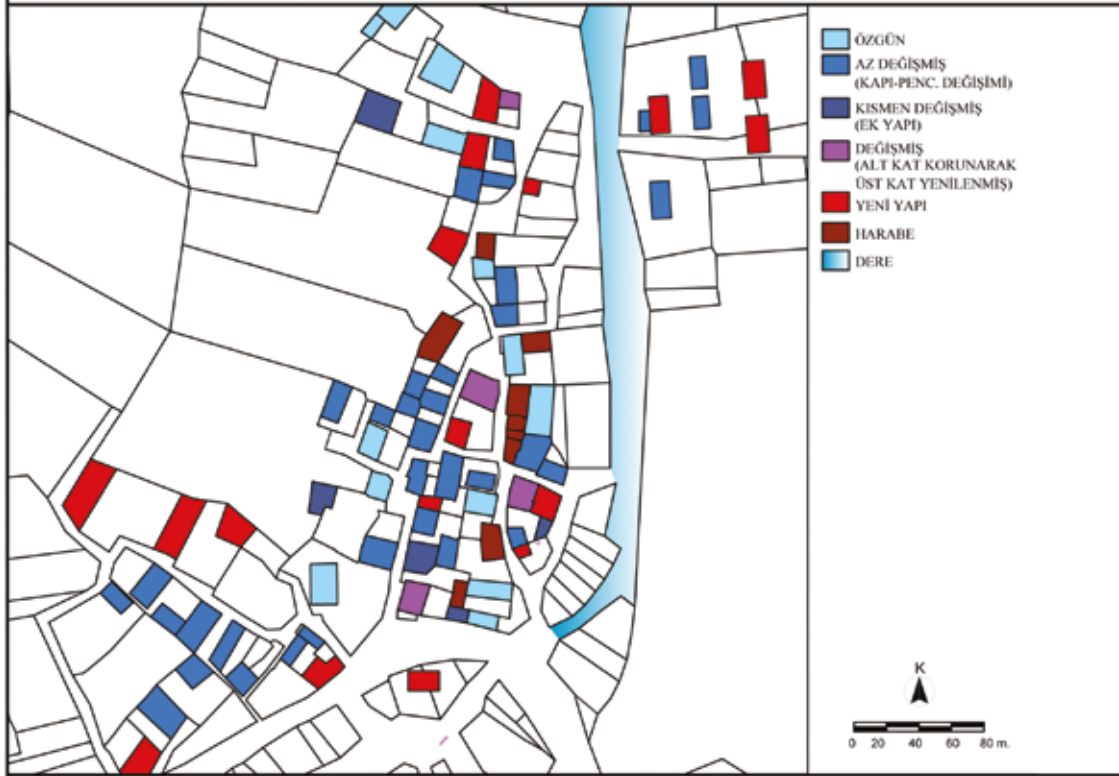 ÖZGÜN
AZ DEĞİŞMİŞ
(KAPI-PENC. DEĞİŞİMİ)
KISMEN DEĞİŞMİŞ
(EK YAPI)
DEĞİŞMİŞ
(ALT KAT KORUNARAK
ÜST KAT YENİLENMİŞ)
YENİ YAPI
HARABE
DERE
K
0 20 40 60 80 m.